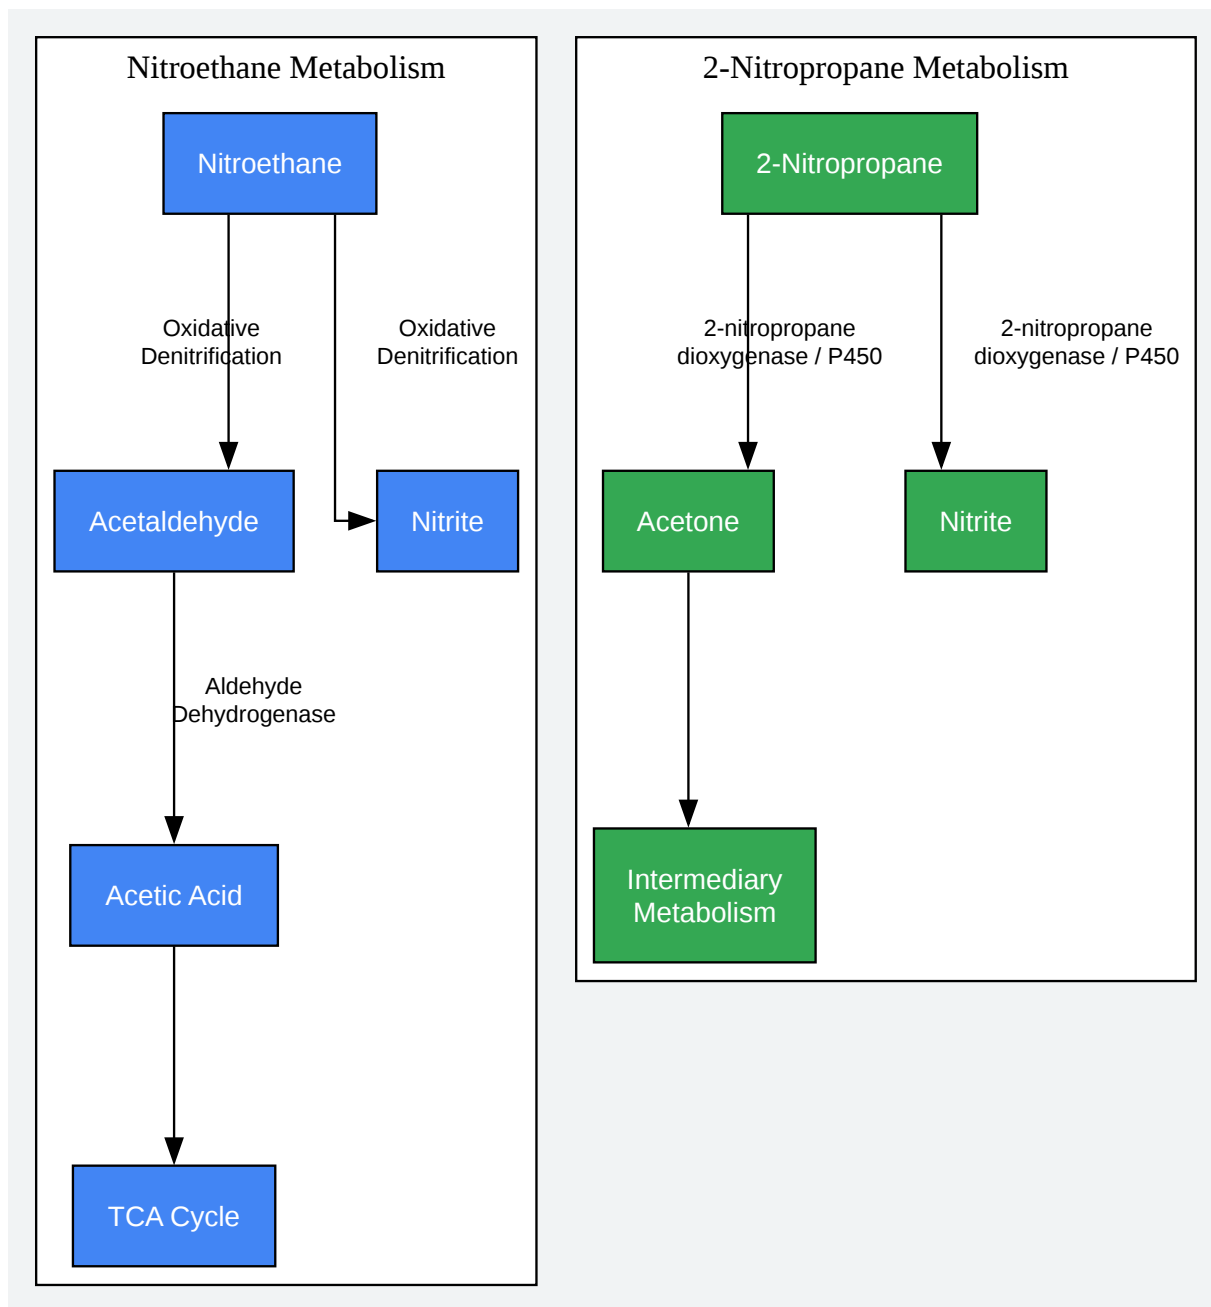 Nitroethane Metabolism
Nitroethane
Oxidative
Denitrification
Oxidative
Denitrification
Acetaldehyde
Nitrite
Aldehyde
Dehydrogenase
Acetic Acid
TCA Cycle
2-Nitropropane Metabolism
2-Nitropropane
2-nitropropane
dioxygenase / P450
2-nitropropane
dioxygenase / P450
Acetone
Nitrite
Intermediary
Metabolism